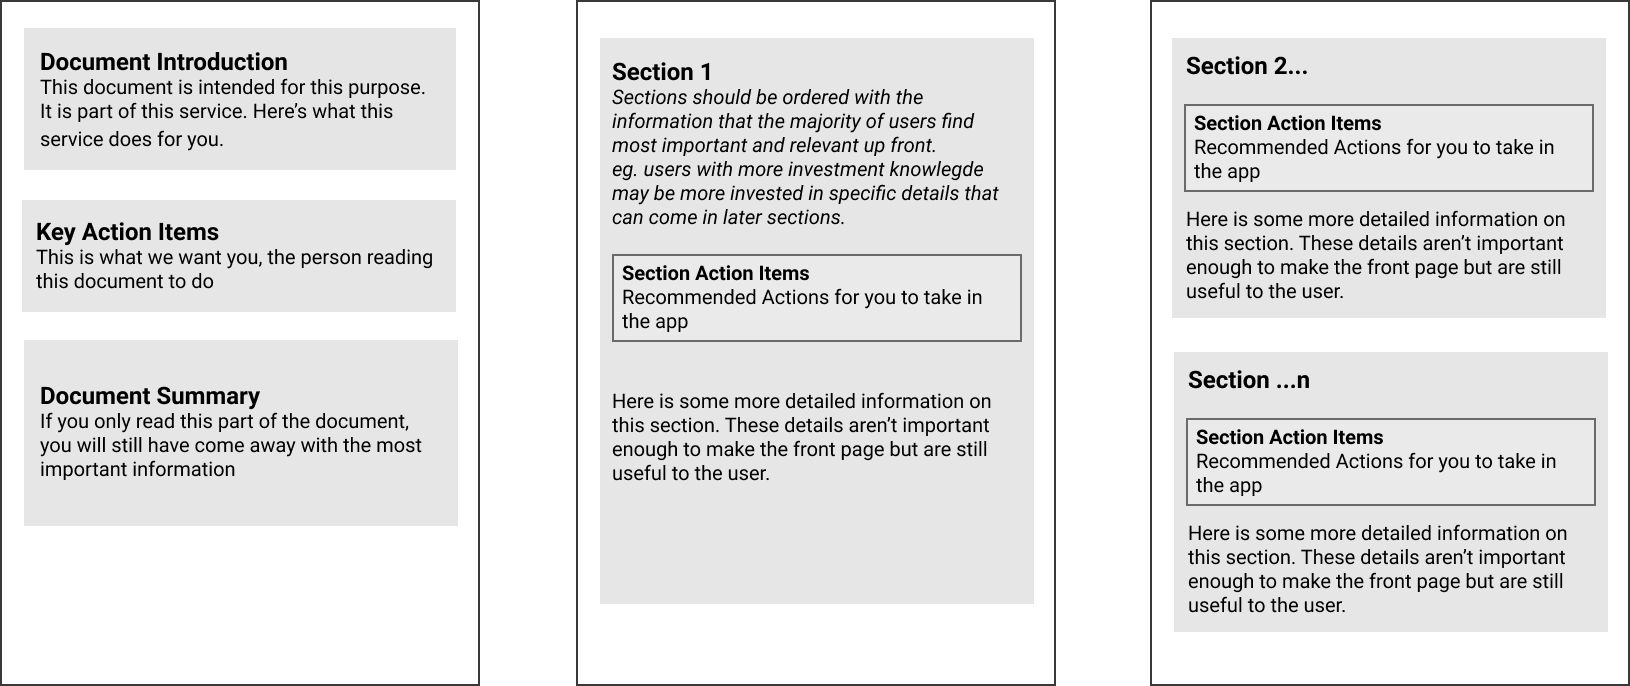 Document Introduction
This document is intended for this purpose.
It is part of this service. Here’s what this
service does for you.
Key Action Items
This is what we want you, the person reading
this document to do
Document Summary
If you only read this part of the document,
you will still have come away with the most
important information
Section 1
Sections should be ordered with the
information that the majority of users find
most important and relevant up front.
eg. users with more investment knowlegde
may be more invested in specific details that
can come in later sections.
Section Action Items
Recommended Actions for you to take in
the app
Here is some more detailed information on
this section. These details aren’t important
enough to make the front page but are still
useful to the user.
Section 2...
Section Action Items
Recommended Actions for you to take in
the app
Here is some more detailed information on
this section. These details aren’t important
enough to make the front page but are still
useful to the user.
Section ...n
Section Action Items
Recommended Actions for you to take in
the app
Here is some more detailed information on
this section. These details aren’t important
enough to make the front page but are still
useful to the user.